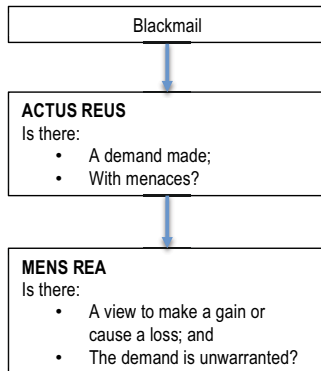 Blackmail
ACTUS REUS
Is there:
• A demand made;
• With menaces?
MENS REA
Is there:
• A view to make a gain or
cause a loss; and
• The demand is unwarranted?